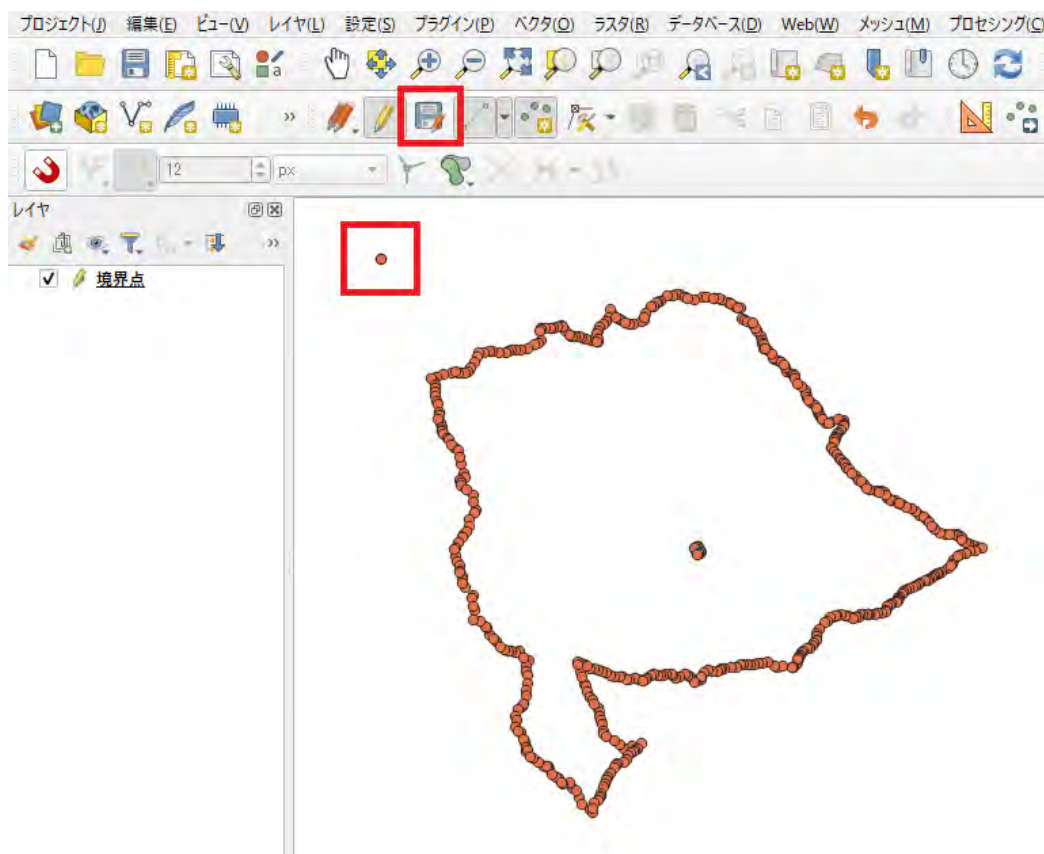 プロジェクト(J) 編集(E) ビュー(V) レイヤ(L) 設定(S) プラグイン(P) ベクタ(O) ラスタ(R) データベース(D) Web(W) メッシュ(M) プロセシング(C)
a
»
12 px
レイヤ
»
境界点